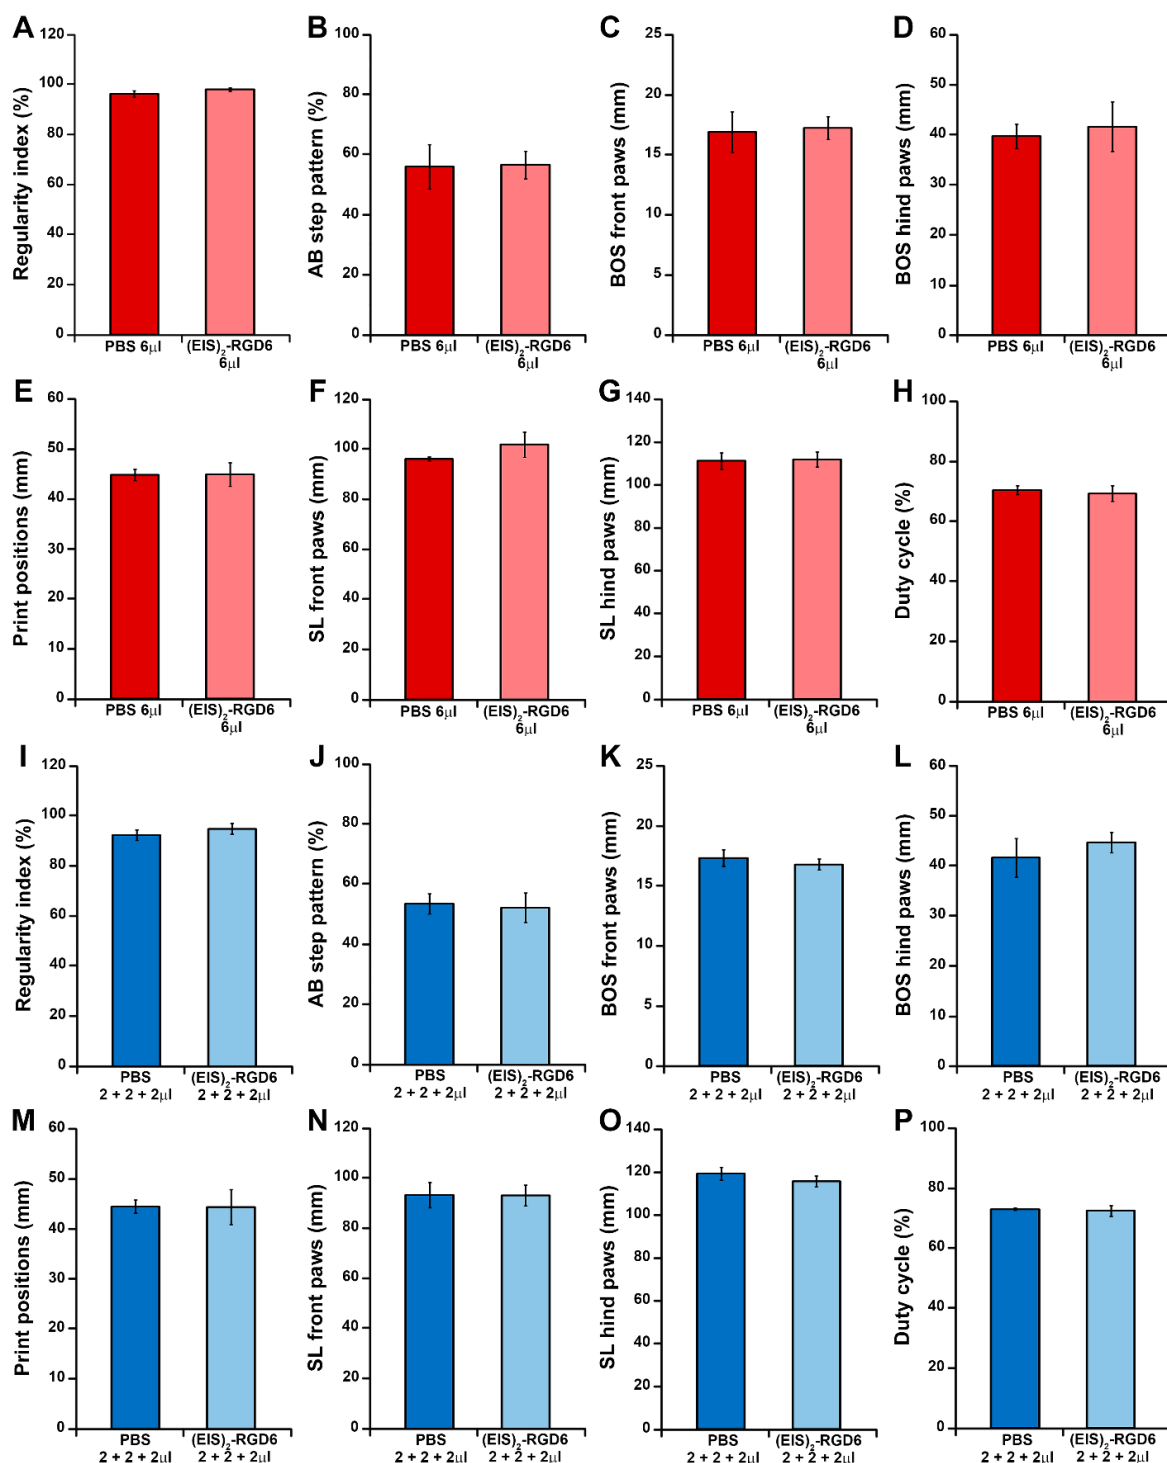 A
Regularity index (%)
120
100
80
60
40
20
0
PBS 6μl
(EIS)₂-RGD6
6μl
B
AB step pattern (%)
100
80
60
40
20
0
PBS 6μl
(EIS)₂-RGD6
6μl
C
BOS front paws (mm)
25
20
15
10
5
0
PBS 6μl
(EIS)₂-RGD6
6μl
D
BOS hind paws (mm)
60
50
40
30
20
10
0
PBS 6μl
(EIS)₂-RGD6
6μl
E
Print positions (mm)
60
50
40
30
20
10
0
PBS 6μl
(EIS)₂-RGD6
6μl
F
SL front paws (mm)
120
100
80
60
40
20
0
PBS 6μl
(EIS)₂-RGD6
6μl
G
SL hind paws (mm)
140
120
100
80
60
40
20
0
PBS 6μl
(EIS)₂-RGD6
6μl
H
Duty cycle (%)
100
80
60
40
20
0
PBS 6μl
(EIS)₂-RGD6
6μl
I
Regularity index (%)
120
100
80
60
40
20
0
PBS
2 + 2 + 2μl
(EIS)₂-RGD6
2 + 2 + 2μl
J
AB step pattern (%)
100
80
60
40
20
0
PBS
2 + 2 + 2μl
(EIS)₂-RGD6
2 + 2 + 2μl
K
BOS front paws (mm)
25
20
15
10
5
0
PBS
2 + 2 + 2μl
(EIS)₂-RGD6
2 + 2 + 2μl
L
BOS hind paws (mm)
60
50
40
30
20
10
0
PBS
2 + 2 + 2μl
(EIS)₂-RGD6
2 + 2 + 2μl
M
Print positions (mm)
60
50
40
30
20
10
0
PBS
2 + 2 + 2μl
(EIS)₂-RGD6
2 + 2 + 2μl
N
SL front paws (mm)
120
100
80
60
40
20
0
PBS
2 + 2 + 2μl
(EIS)₂-RGD6
2 + 2 + 2μl
O
SL hind paws (mm)
140
120
100
80
60
40
20
0
PBS
2 + 2 + 2μl
(EIS)₂-RGD6
2 + 2 + 2μl
P
Duty cycle (%)
100
80
60
40
20
0
PBS
2 + 2 + 2μl
(EIS)₂-RGD6
2 + 2 + 2μl